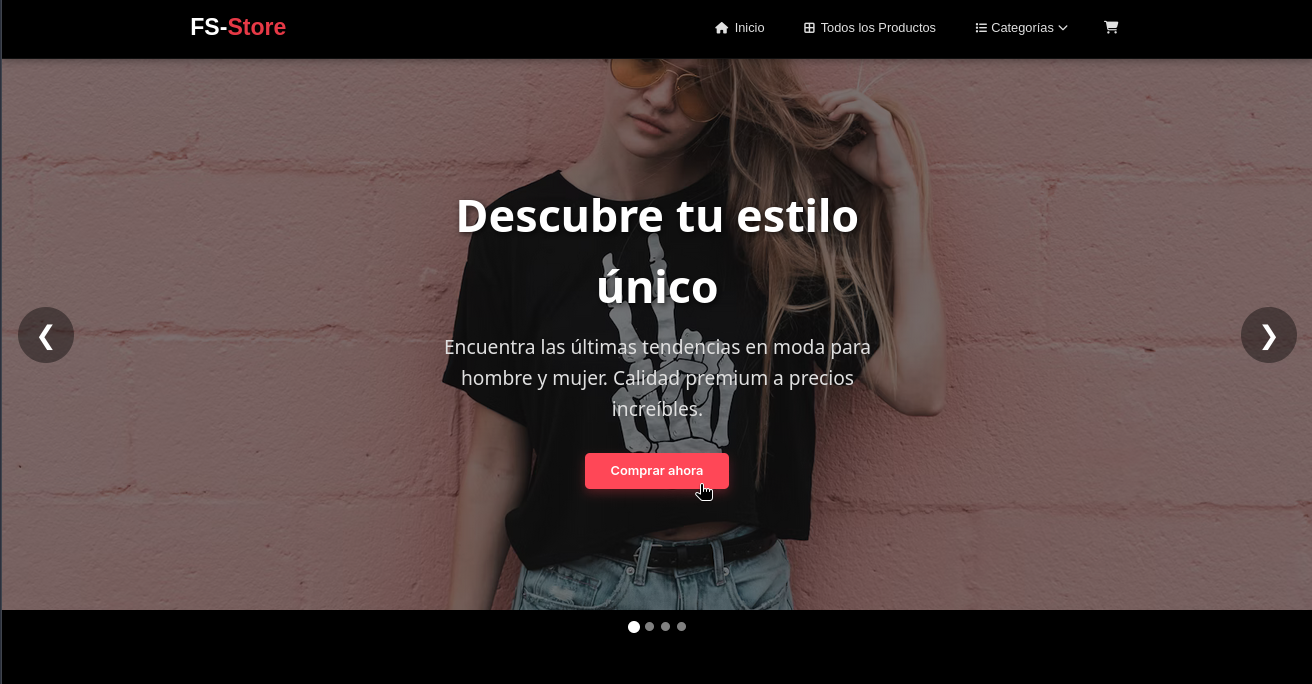 FS-Store
Inicio
Todos los Productos
Categorías
Descubre tu estilo
único
Encuentra las últimas tendencias en moda para
hombre y mujer. Calidad premium a precios
increíbles.
Comprar ahora